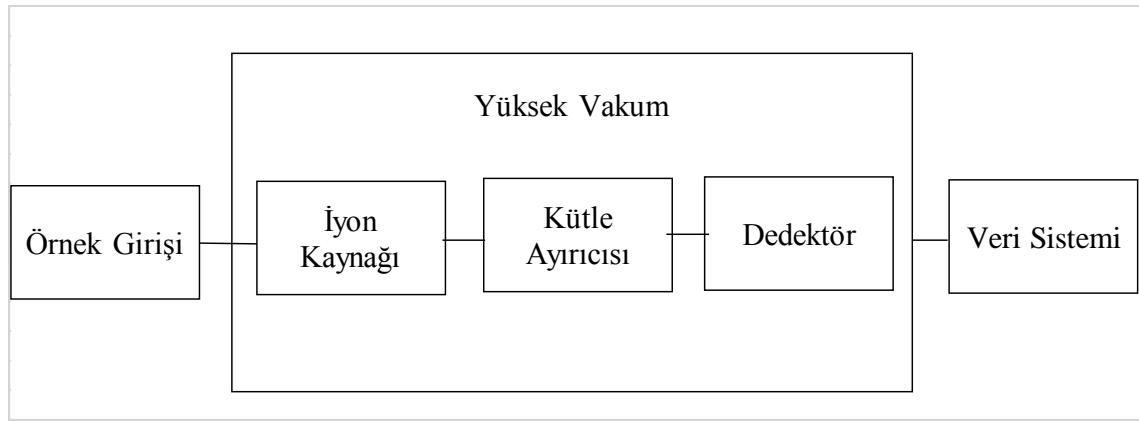 Yüksek Vakum
Örnek Girişi
İyon
Kaynağı
Kütle
Ayırıcısı
Dedektör
Veri Sistemi